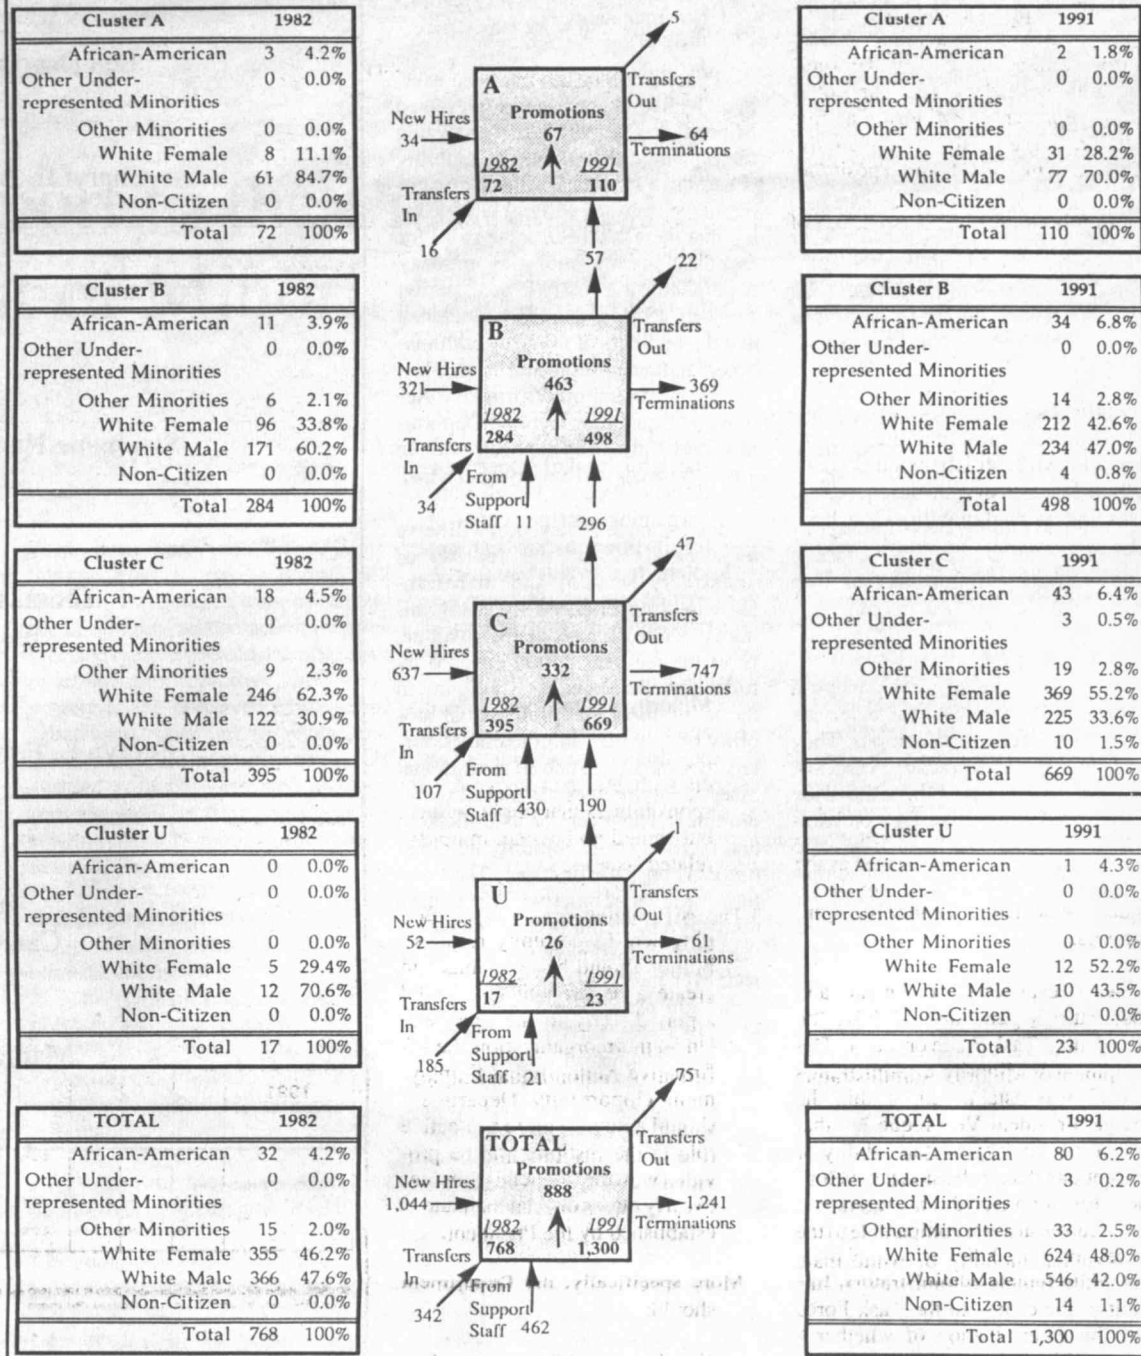 Cluster A 1982
African-American 3 4.2%
Other Under- 0 0.0%
represented Minorities
Other Minorities 0 0.0%
White Female 8 11.1%
White Male 61 84.7%
Non-Citizen 0 0.0%
Total 72 100%
Cluster B 1982
African-American 11 3.9%
Other Under- 0 0.0%
represented Minorities
Other Minorities 6 2.1%
White Female 96 33.8%
White Male 171 60.2%
Non-Citizen 0 0.0%
Total 284 100%
Cluster C 1982
African-American 18 4.5%
Other Under- 0 0.0%
represented Minorities
Other Minorities 9 2.3%
White Female 246 62.3%
White Male 122 30.9%
Non-Citizen 0 0.0%
Total 395 100%
Cluster U 1982
African-American 0 0.0%
Other Under- 0 0.0%
represented Minorities
Other Minorities 0 0.0%
White Female 5 29.4%
White Male 12 70.6%
Non-Citizen 0 0.0%
Total 17 100%
TOTAL 1982
African-American 32 4.2%
Other Under- 0 0.0%
represented Minorities
Other Minorities 15 2.0%
White Female 355 46.2%
White Male 366 47.6%
Non-Citizen 0 0.0%
Total 768 100%
5
A
Transfers
Out
New Hires
34
Promotions
67
64
Terminations
1982 1991
72 110
Transfers
In
16
57
22
B
Transfers
Out
New Hires
321
Promotions
463
369
Terminations
1982 1991
284 498
Transfers
In
34
From
Support
Staff 11
296
47
C
Transfers
Out
New Hires
637
Promotions
332
747
Terminations
1982 1991
395 669
Transfers
In
107
From
Support
Staff 430
190
1
U
Transfers
Out
New Hires
52
Promotions
26
61
Terminations
1982 1991
17 23
Transfers
In
185
From
Support
Staff 21
75
TOTAL
Transfers
Out
New Hires
1,044
Promotions
888
1,241
Terminations
1982 1991
768 1,300
Transfers
In
342
From
Support
Staff 462
Cluster A 1991
African-American 2 1.8%
Other Under- 0 0.0%
represented Minorities
Other Minorities 0 0.0%
White Female 31 28.2%
White Male 77 70.0%
Non-Citizen 0 0.0%
Total 110 100%
Cluster B 1991
African-American 34 6.8%
Other Under- 0 0.0%
represented Minorities
Other Minorities 14 2.8%
White Female 212 42.6%
White Male 234 47.0%
Non-Citizen 4 0.8%
Total 498 100%
Cluster C 1991
African-American 43 6.4%
Other Under- 3 0.5%
represented Minorities
Other Minorities 19 2.8%
White Female 369 55.2%
White Male 225 33.6%
Non-Citizen 10 1.5%
Total 669 100%
Cluster U 1991
African-American 1 4.3%
Other Under- 0 0.0%
represented Minorities
Other Minorities 0 0.0%
White Female 12 52.2%
White Male 10 43.5%
Non-Citizen 0 0.0%
Total 23 100%
TOTAL 1991
African-American 80 6.2%
Other Under- 3 0.2%
represented Minorities
Other Minorities 33 2.5%
White Female 624 48.0%
White Male 546 42.0%
Non-Citizen 14 1.1%
Total 1,300 100%